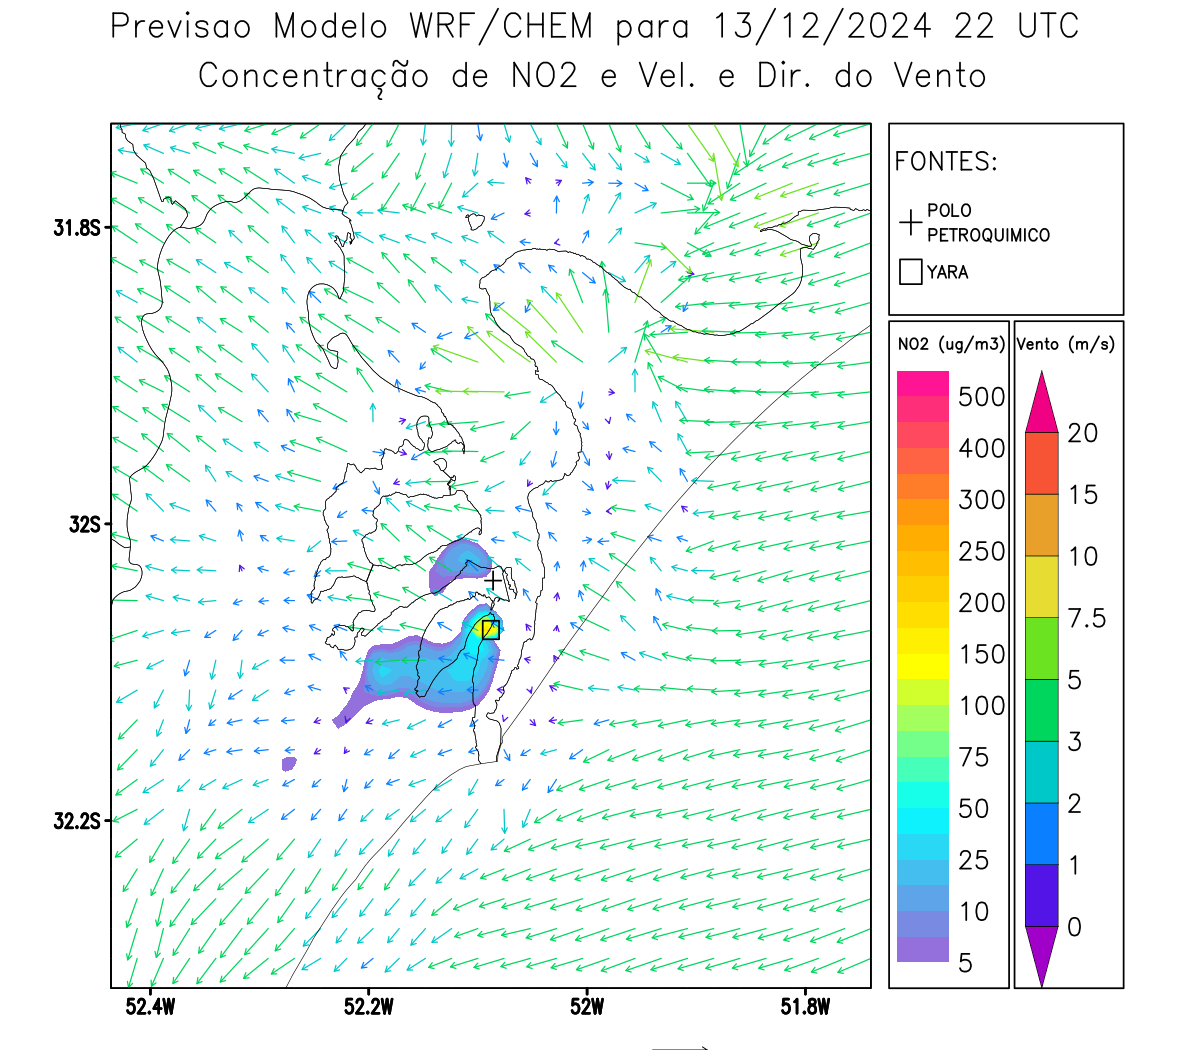 Previsao Modelo WRF/CHEM para 13/12/2024 22 UTC
Concentração de NO2 e Vel. e Dir. do Vento
FONTES:
POLO
PETROQUIMICO
YARA
NO2 (ug/m3)
500
400
300
250
200
150
100
75
50
25
10
5
Vento (m/s)
20
15
10
7.5
5
3
2
1
0
31.8S
32S
32.2S
52.4W
52.2W
52W
51.8W